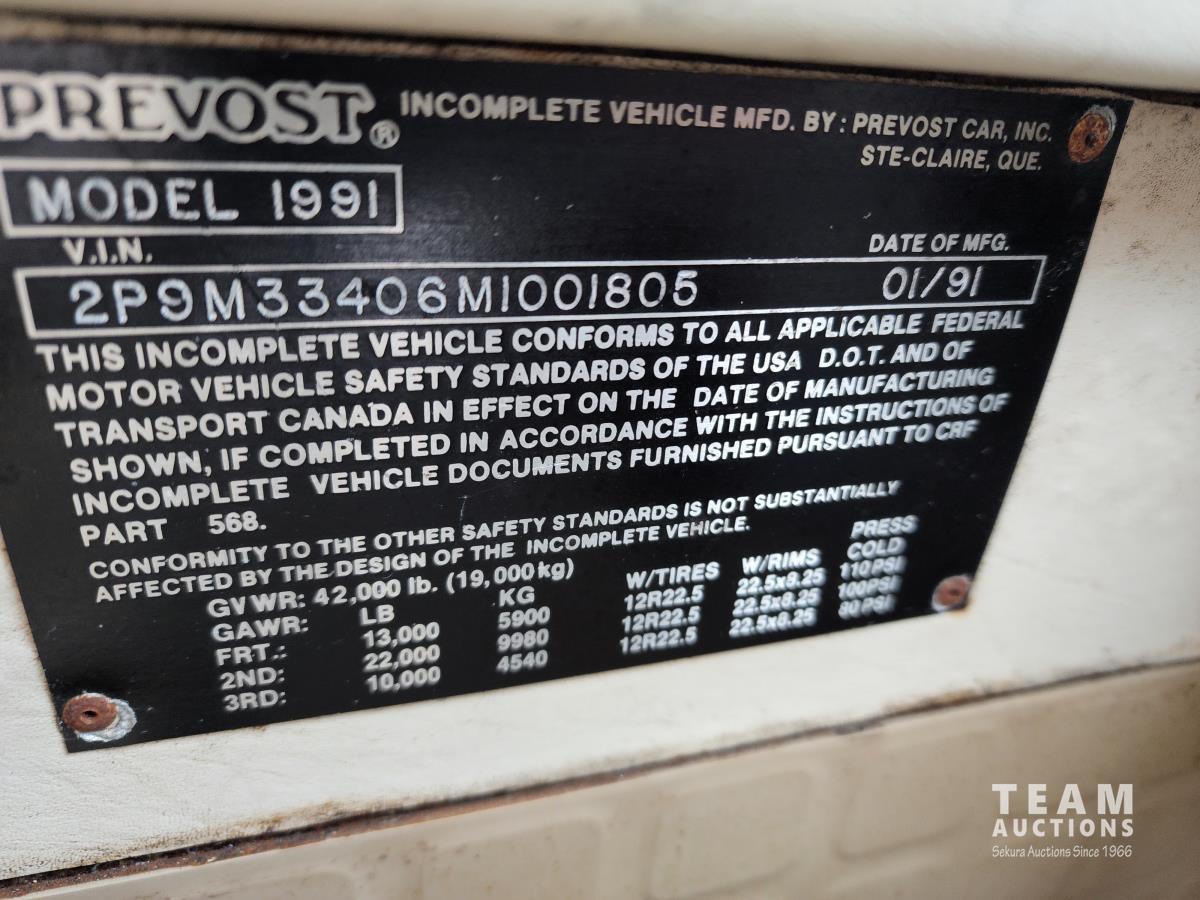 PREVOST® INCOMPLETE VEHICLE MFD. BY: PREVOST CAR, INC.
STE-CLAIRE, QUE.
MODEL 1991
V.I.N. DATE OF MFG.
2P9M33406M1001805 01/91
THIS INCOMPLETE VEHICLE CONFORMS TO ALL APPLICABLE FEDERAL
MOTOR VEHICLE SAFETY STANDARDS OF THE USA D.O.T. AND OF
TRANSPORT CANADA IN EFFECT ON THE DATE OF MANUFACTURING
SHOWN, IF COMPLETED IN ACCORDANCE WITH THE INSTRUCTIONS OF
INCOMPLETE VEHICLE DOCUMENTS FURNISHED PURSUANT TO CRF
PART 568.
CONFORMITY TO THE OTHER SAFETY STANDARDS IS NOT SUBSTANTIALLY
AFFECTED BY THE DESIGN OF THE INCOMPLETE VEHICLE.
GVWR: 42,000 lb. (19,000 kg) PRESS
GAWR: LB KG W/TIRES W/RIMS COLD
FRT.: 13,000 5900 12R22.5 22.5x8.25 110PSI
2ND: 22,000 9980 12R22.5 22.5x8.25 100PSI
3RD: 10,000 4540 12R22.5 22.5x8.25 80PSI
TEAM
AUCTIONS
Sekura Auctions Since 1966